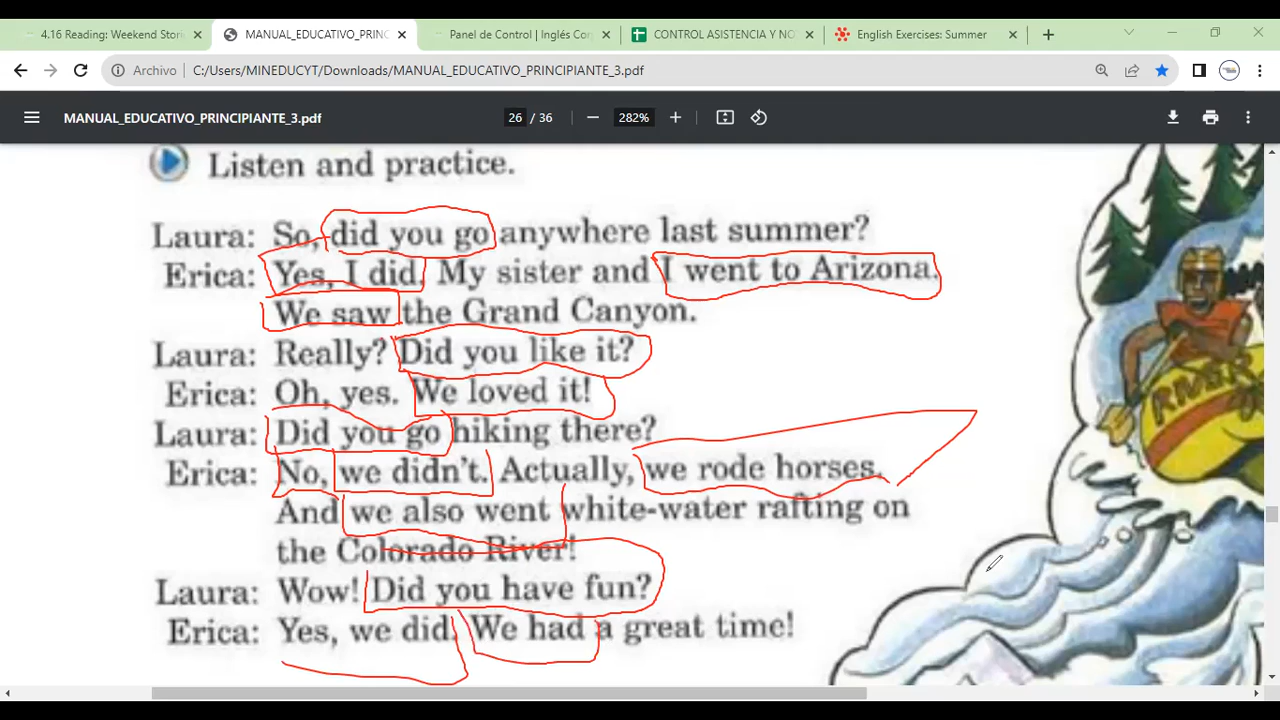 4.16 Reading: Weekend Stori
MANUAL_EDUCATIVO_PRINC
Panel de Control | Inglés Cor
CONTROL ASISTENCIA Y NO
English Exercises: Summer
Archivo C:/Users/MINEDUCYT/Downloads/MANUAL_EDUCATIVO_PRINCIPIANTE_3.pdf
MANUAL_EDUCATIVO_PRINCIPIANTE_3.pdf 26 / 36 282%
Listen and practice.
Laura: So, did you go anywhere last summer?
Erica: Yes, I did. My sister and I went to Arizona.
We saw the Grand Canyon.
Laura: Really? Did you like it?
Erica: Oh, yes. We loved it!
Laura: Did you go hiking there?
Erica: No, we didn't. Actually, we rode horses.
And we also went white-water rafting on
the Colorado River!
Laura: Wow! Did you have fun?
Erica: Yes, we did. We had a great time!
RIVER